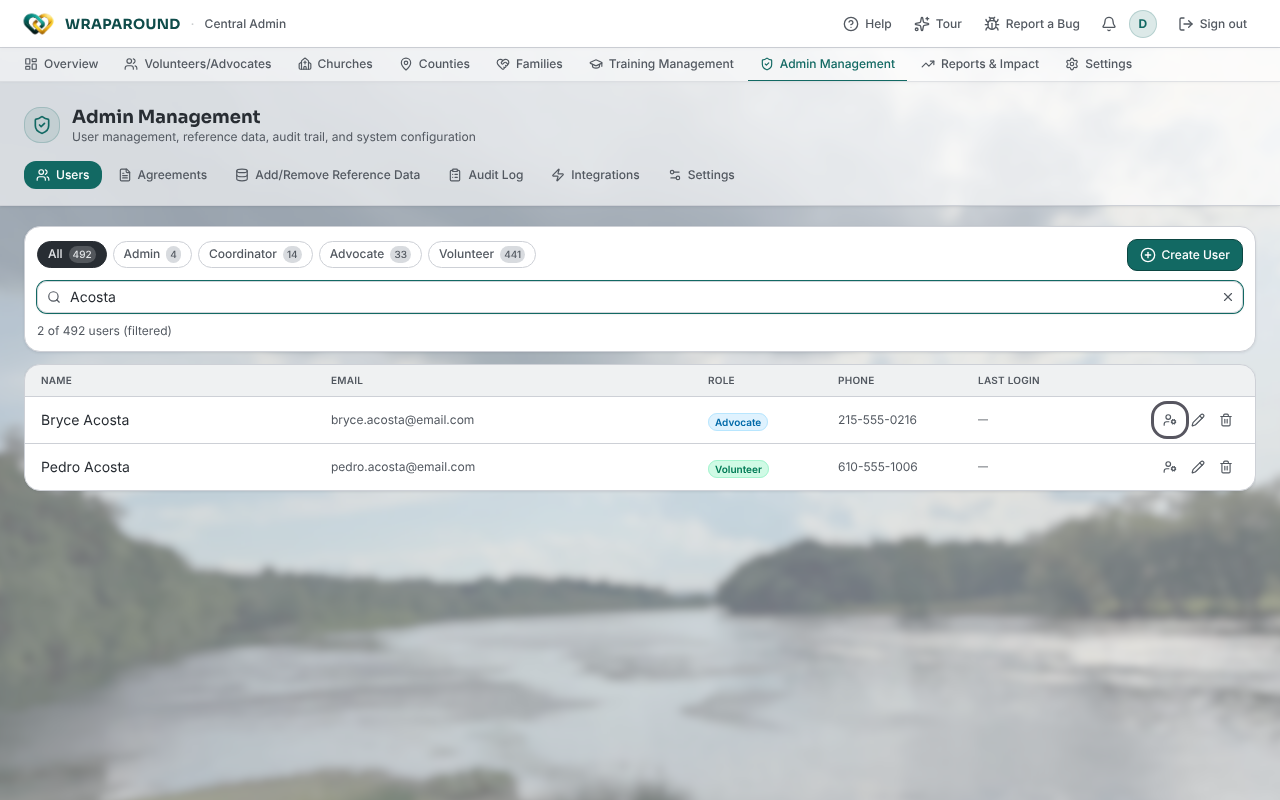 WRAPAROUND · Central Admin Help Tour Report a Bug D Sign out
Overview Volunteers/Advocates Churches Counties Families Training Management Admin Management Reports & Impact Settings
Admin Management
User management, reference data, audit trail, and system configuration
Users Agreements Add/Remove Reference Data Audit Log Integrations Settings
All 492 Admin 4 Coordinator 14 Advocate 33 Volunteer 441 Create User
Acosta
2 of 492 users (filtered)
NAME EMAIL ROLE PHONE LAST LOGIN
Bryce Acosta bryce.acosta@email.com Advocate 215-555-0216 —
Pedro Acosta pedro.acosta@email.com Volunteer 610-555-1006 —